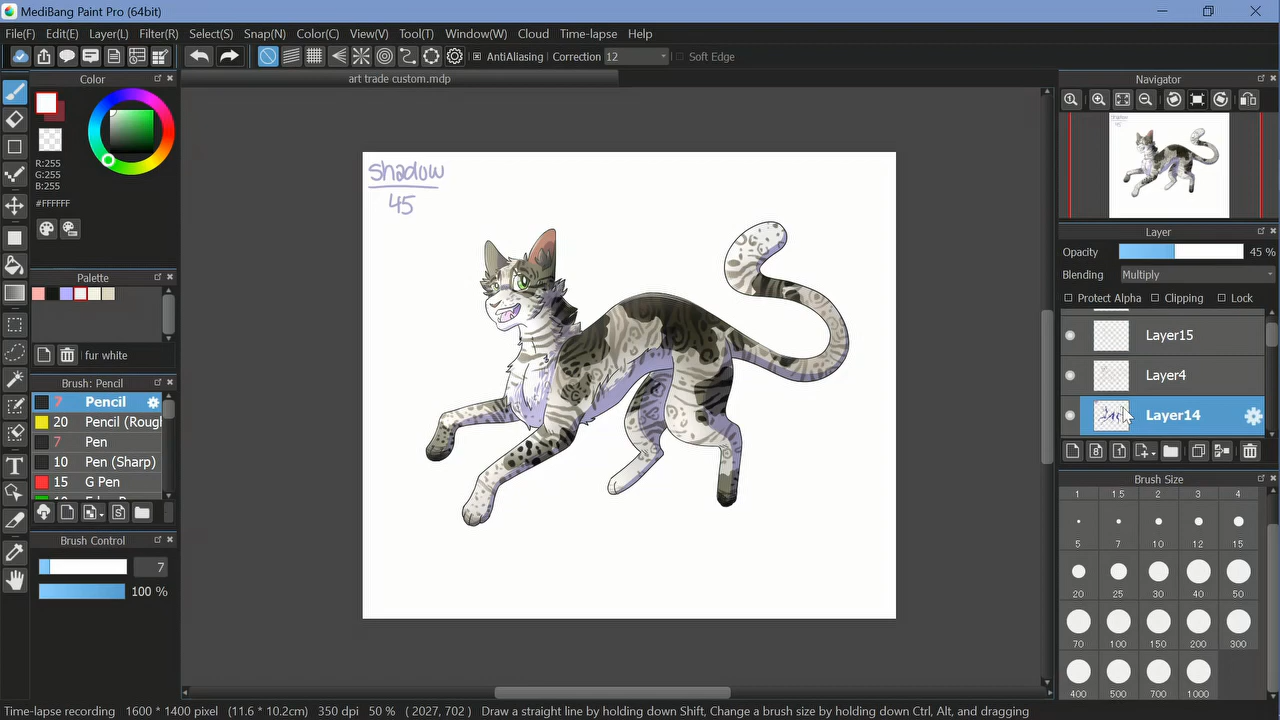 MediBang Paint Pro (64bit)
File(F) Edit(E) Layer(L) Filter(R) Select(S) Snap(N) Color(C) View(V) Tool(T) Window(W) Cloud Time-lapse Help
AntiAliasing Correction 12 Soft Edge
Color
art trade custom.mdp
Navigator
R:255
G:255
B:255
#FFFFFF
Palette
fur white
Brush: Pencil
7 Pencil
20 Pencil (Roug
7 Pen
10 Pen (Sharp)
15 G Pen
Brush Control
7
100 %
shadow
45
shadow
45
Layer
Opacity 45 %
Blending Multiply
Protect Alpha Clipping Lock
Layer15
Layer4
Layer14
Brush Size
1 1.5 2 3 4
5 7 10 12 15
20 25 30 40 50
70 100 150 200 300
400 500 700 1000
Time-lapse recording 1600 * 1400 pixel (11.6 * 10.2cm) 350 dpi 50 % ( 2027, 702 ) Draw a straight line by holding down Shift, Change a brush size by holding down Ctrl, Alt, and dragging